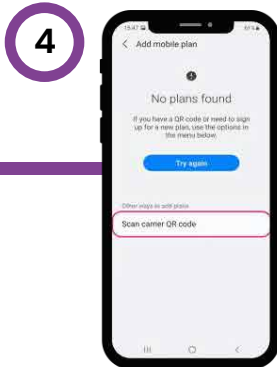 4
15:47
Add mobile plan
No plans found
If you have a QR code or need to sign
up for a new plan, use the options in
the menu below.
Try again
Other ways to add plans
Scan carrier QR code